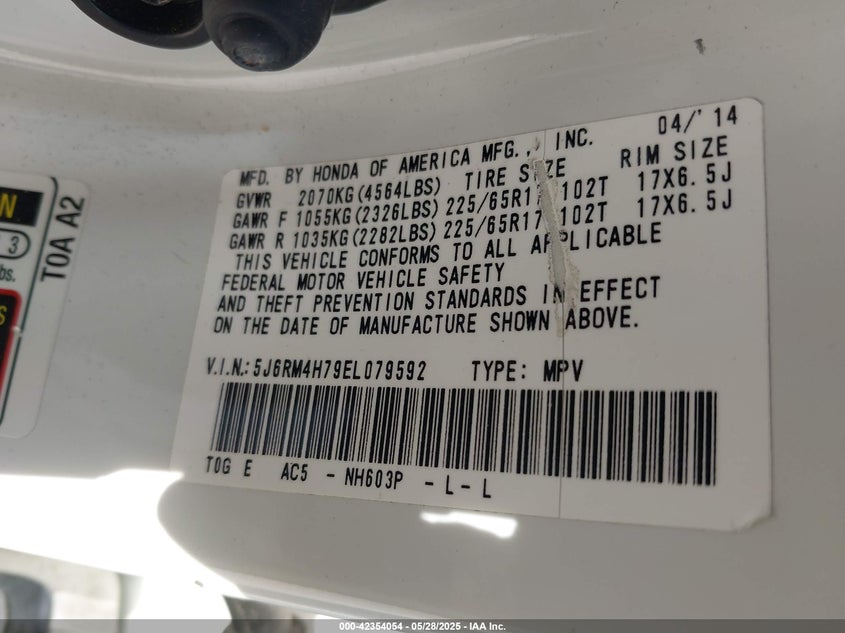 04/'14
MFD. BY HONDA OF AMERICA MFG., INC.
GVWR 2070KG(4564LBS) TIRE SIZE RIM SIZE
GAWR F 1055KG(2326LBS) 225/65R17 102T 17X6.5J
GAWR R 1035KG(2282LBS) 225/65R17 102T 17X6.5J
THIS VEHICLE CONFORMS TO ALL APPLICABLE
FEDERAL MOTOR VEHICLE SAFETY
AND THEFT PREVENTION STANDARDS IN EFFECT
ON THE DATE OF MANUFACTURE SHOWN ABOVE.
V.I.N.: 5J6RM4H79EL079592 TYPE: MPV
T0G E AC5 - NH603P - L - L
N
3
bs.
S
T0A A2
000-42354054 - 05/28/2025 - IAA Inc.